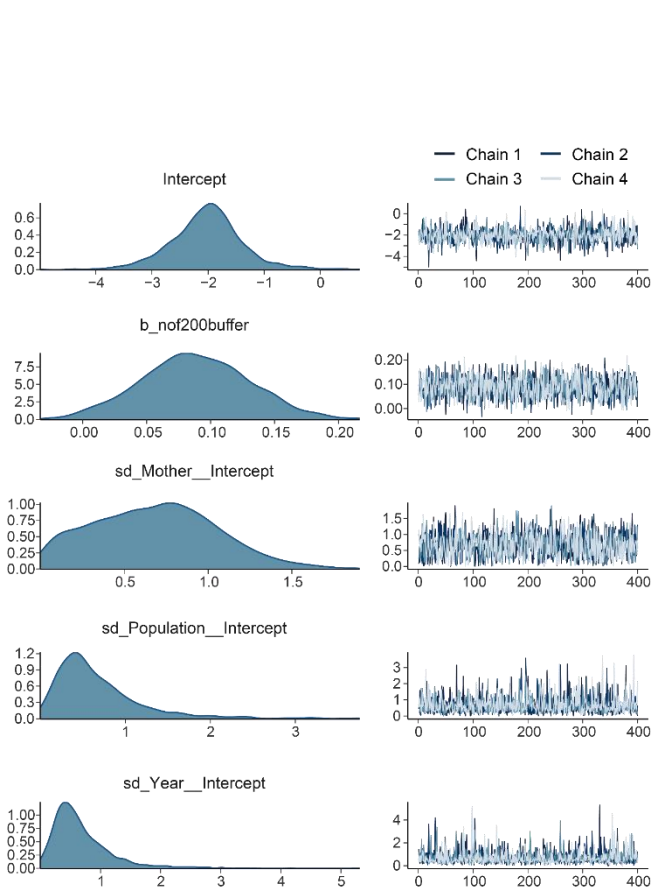 Chain 1 Chain 2
Chain 3 Chain 4
Intercept
0.6
0.4
0.2
0.0
−4 −3 −2 −1 0
0
−2
−4
0 100 200 300 400
b_nof200buffer
7.5
5.0
2.5
0.0
0.00 0.05 0.10 0.15 0.20
0.20
0.10
0.00
0 100 200 300 400
sd_Mother__Intercept
1.00
0.75
0.50
0.25
0.00
0.5 1.0 1.5
1.5
1.0
0.5
0.0
0 100 200 300 400
sd_Population__Intercept
1.2
0.9
0.6
0.3
0.0
1 2 3
3
2
1
0
0 100 200 300 400
sd_Year__Intercept
1.00
0.75
0.50
0.25
0.00
1 2 3 4 5
4
2
0
0 100 200 300 400